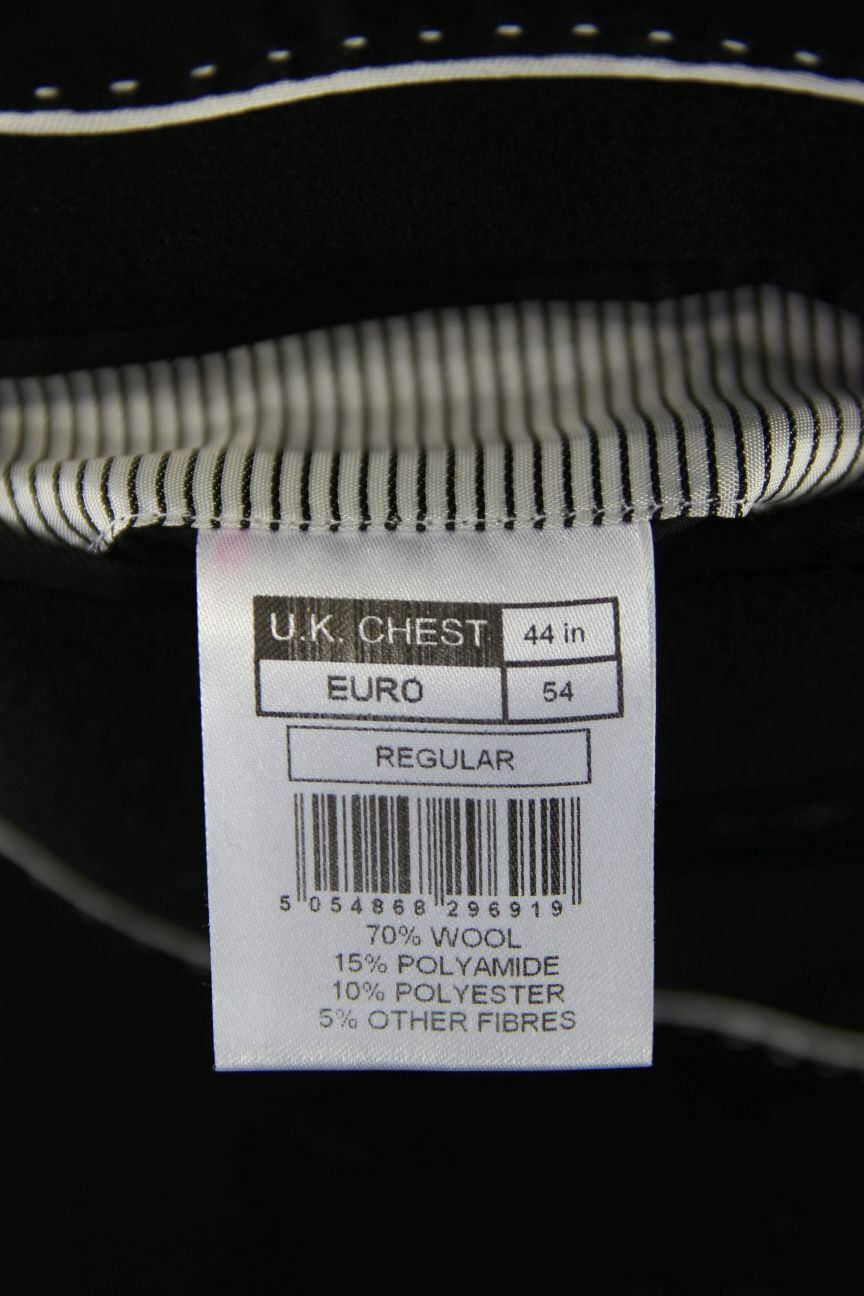 U.K. CHEST 44 in
EURO 54
REGULAR
5 054868 296919
70% WOOL
15% POLYAMIDE
10% POLYESTER
5% OTHER FIBRES